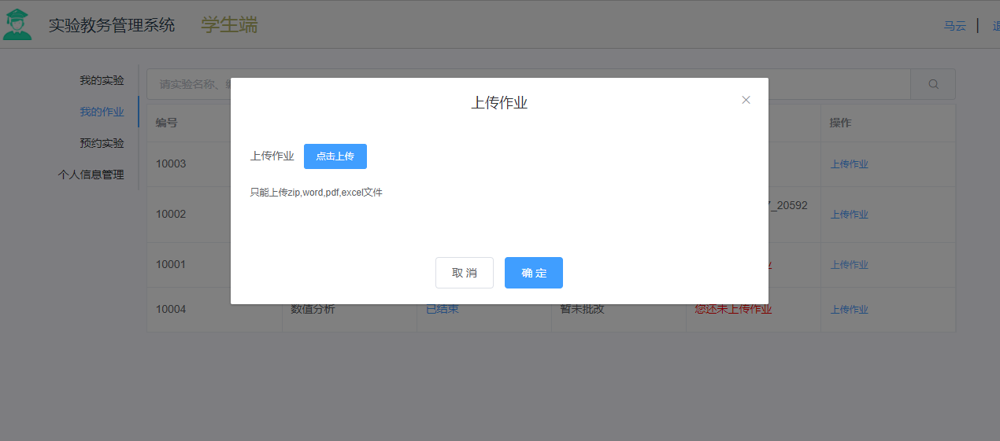 实验教务管理系统 学生端 马云
我的实验
我的作业
预约实验
个人信息管理
请实验名称、
上传作业
编号 操作
10003 上传作业
上传作业 点击上传
只能上传zip,word,pdf,excel文件
_20592
10002 上传作业
10001 上传作业
取 消 确 定
10004 数值分析 已结束 暂未批改 您还未上传作业 上传作业